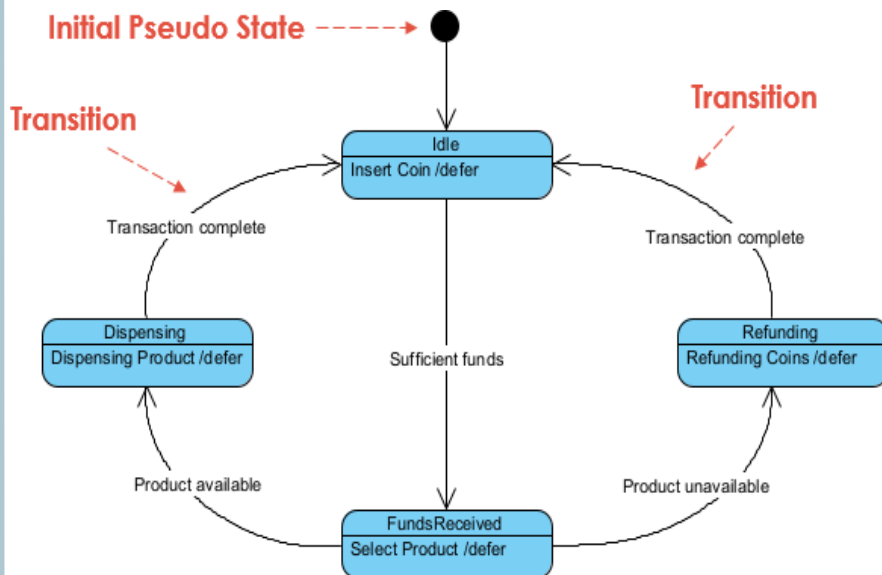 Initial Pseudo State
Transition
Transition
Idle
Insert Coin /defer
Transaction complete
Transaction complete
Dispensing
Dispensing Product /defer
Sufficient funds
Refunding
Refunding Coins /defer
Product available
Product unavailable
FundsReceived
Select Product /defer